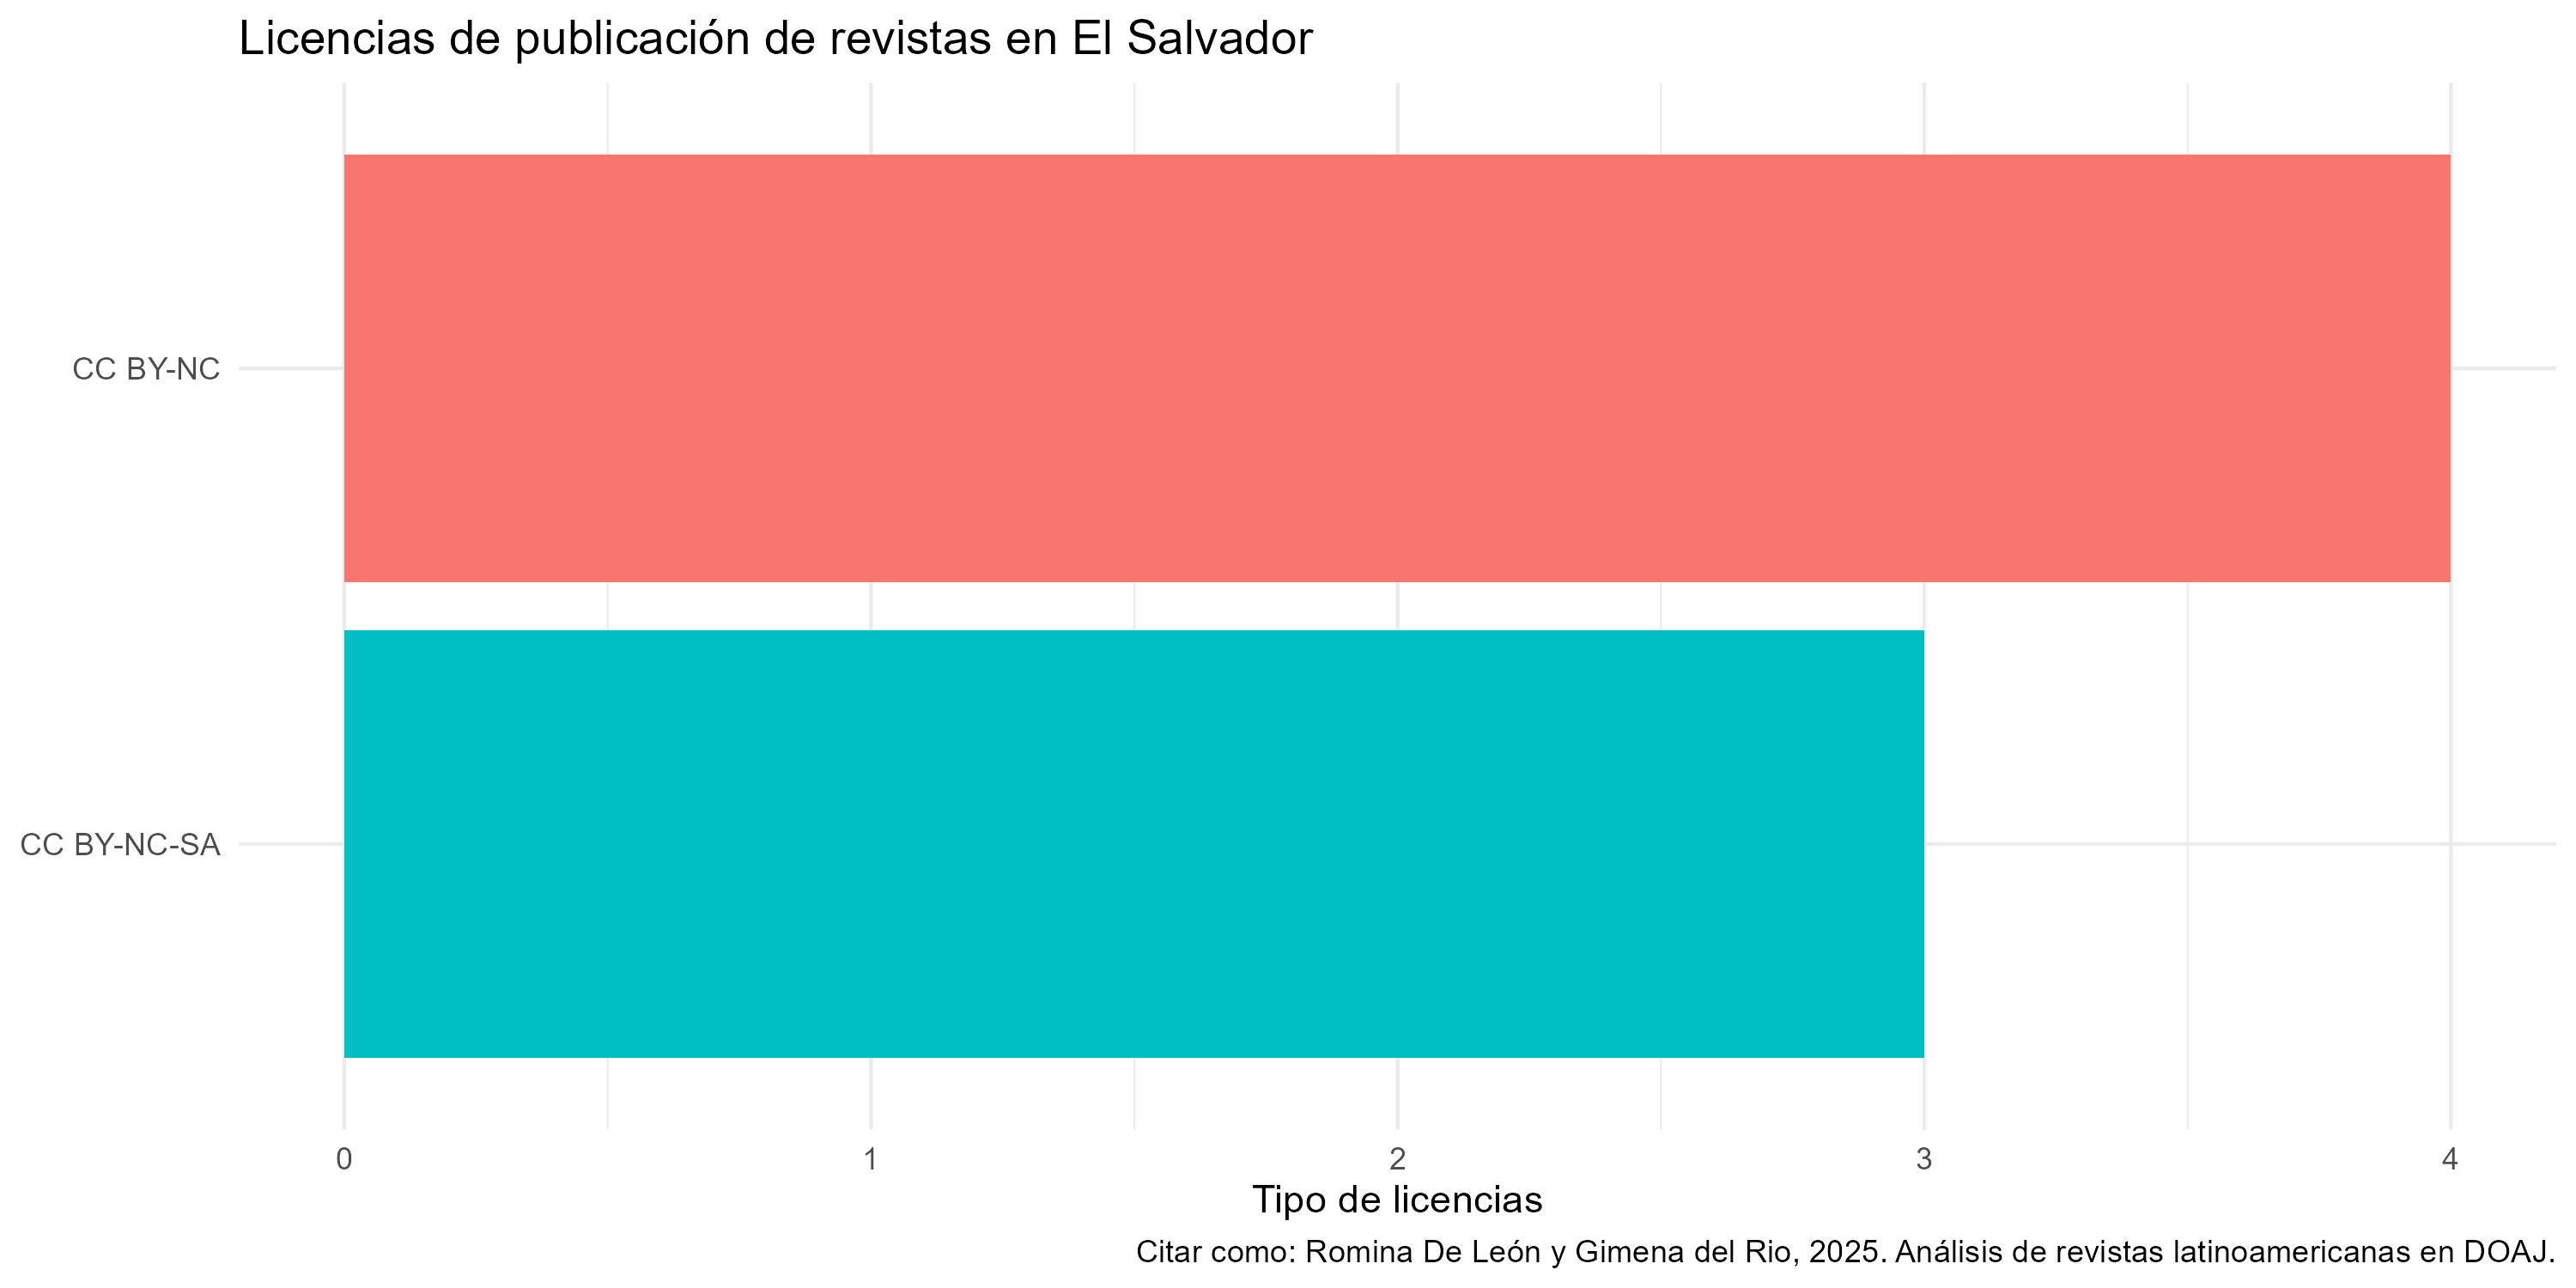 Licencias de publicación de revistas en El Salvador
CC BY-NC
CC BY-NC-SA
0 1 2 3 4
Tipo de licencias
Citar como: Romina De León y Gimena del Rio, 2025. Análisis de revistas latinoamericanas en DOAJ.